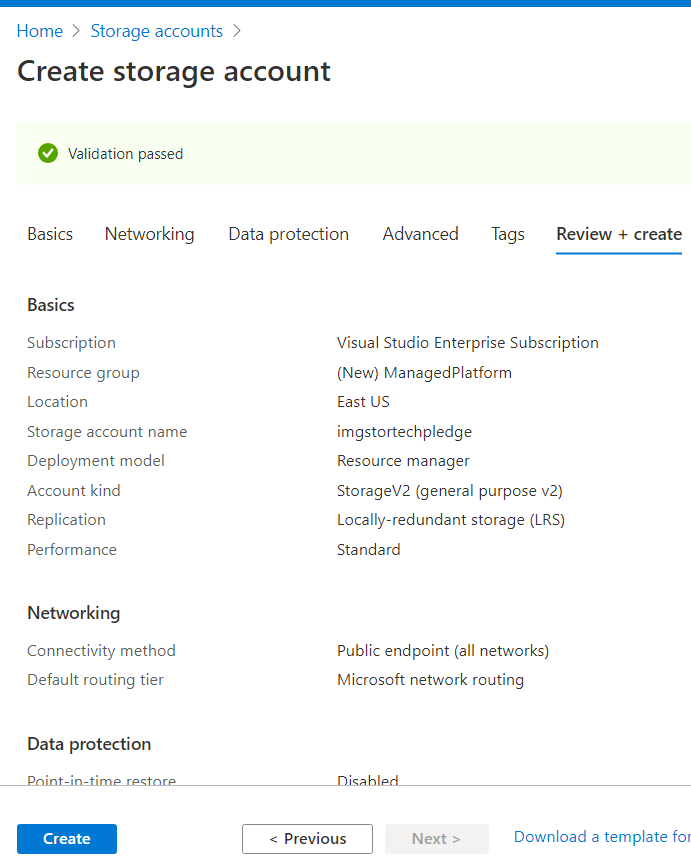 Home > Storage accounts >
Create storage account
Validation passed
Basics Networking Data protection Advanced Tags Review + create
Basics
Subscription Visual Studio Enterprise Subscription
Resource group (New) ManagedPlatform
Location East US
Storage account name imgstortechpledge
Deployment model Resource manager
Account kind StorageV2 (general purpose v2)
Replication Locally-redundant storage (LRS)
Performance Standard
Networking
Connectivity method Public endpoint (all networks)
Default routing tier Microsoft network routing
Data protection
Point-in-time restore Disabled
Create < Previous Next > Download a template for